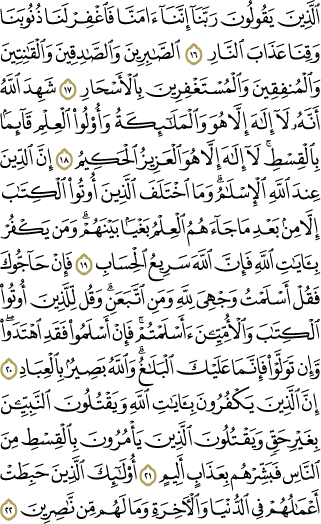 ٱلَّذِينَ يَقُولُونَ رَبَّنَآ إِنَّنَآ ءَامَنَّا فَٱغْفِرْ لَنَا ذُنُوبَنَا
وَقِنَا عَذَابَ ٱلنَّارِ ١٦ ٱلصَّٰبِرِينَ وَٱلصَّٰدِقِينَ وَٱلْقَٰنِتِينَ
وَٱلْمُنفِقِينَ وَٱلْمُسْتَغْفِرِينَ بِٱلْأَسْحَارِ ١٧ شَهِدَ ٱللَّهُ
أَنَّهُۥ لَآ إِلَٰهَ إِلَّا هُوَ وَٱلْمَلَٰٓئِكَةُ وَأُو۟لُوا۟ ٱلْعِلْمِ قَآئِمًۢا
بِٱلْقِسْطِ ۚ لَآ إِلَٰهَ إِلَّا هُوَ ٱلْعَزِيزُ ٱلْحَكِيمُ ١٨ إِنَّ ٱلدِّينَ
عِندَ ٱللَّهِ ٱلْإِسْلَٰمُ ۗ وَمَا ٱخْتَلَفَ ٱلَّذِينَ أُوتُوا۟ ٱلْكِتَٰبَ
إِلَّا مِنۢ بَعْدِ مَا جَآءَهُمُ ٱلْعِلْمُ بَغْيًۢا بَيْنَهُمْ ۗ وَمَن يَكْفُرْ
بِـَٔايَٰتِ ٱللَّهِ فَإِنَّ ٱللَّهَ سَرِيعُ ٱلْحِسَابِ ١٩ فَإِنْ حَآجُّوكَ
فَقُلْ أَسْلَمْتُ وَجْهِىَ لِلَّهِ وَمَنِ ٱتَّبَعَنِ ۗ وَقُل لِّلَّذِينَ أُوتُوا۟
ٱلْكِتَٰبَ وَٱلْأُمِّيِّـۧنَ ءَأَسْلَمْتُمْ ۚ فَإِنْ أَسْلَمُوا۟ فَقَدِ ٱهْتَدَوا۟ ۖ
وَّإِن تَوَلَّوْا۟ فَإِنَّمَا عَلَيْكَ ٱلْبَلَٰغُ ۗ وَٱللَّهُ بَصِيرٌۢ بِٱلْعِبَادِ ٢٠
إِنَّ ٱلَّذِينَ يَكْفُرُونَ بِـَٔايَٰتِ ٱللَّهِ وَيَقْتُلُونَ ٱلنَّبِيِّـۧنَ
بِغَيْرِ حَقٍّ وَيَقْتُلُونَ ٱلَّذِينَ يَأْمُرُونَ بِٱلْقِسْطِ مِنَ
ٱلنَّاسِ فَبَشِّرْهُم بِعَذَابٍ أَلِيمٍ ٢١ أُو۟لَٰٓئِكَ ٱلَّذِينَ حَبِطَتْ
أَعْمَٰلُهُمْ فِى ٱلدُّنْيَا وَٱلْءَاخِرَةِ وَمَا لَهُم مِّن نَّٰصِرِينَ ٢٢